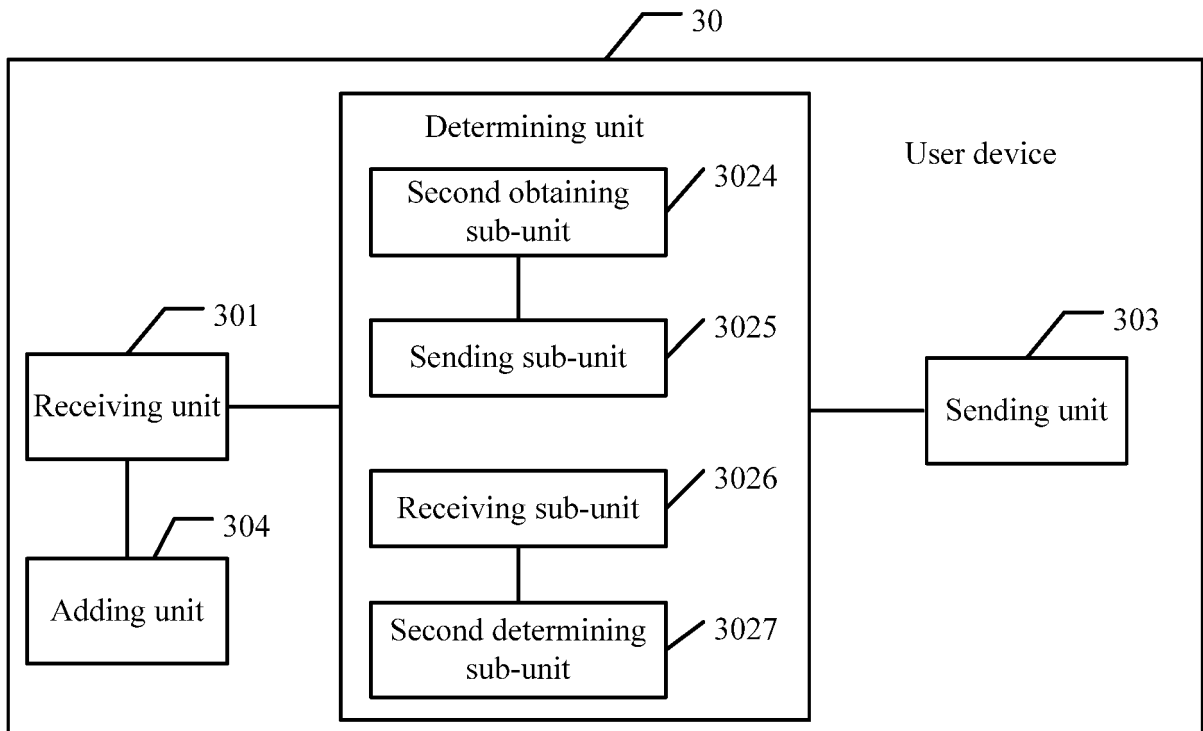 30
Determining unit
User device
Second obtaining
sub-unit
3024
301
Sending sub-unit
3025
303
Receiving unit
Sending unit
Receiving sub-unit
3026
304
Adding unit
Second determining
sub-unit
3027